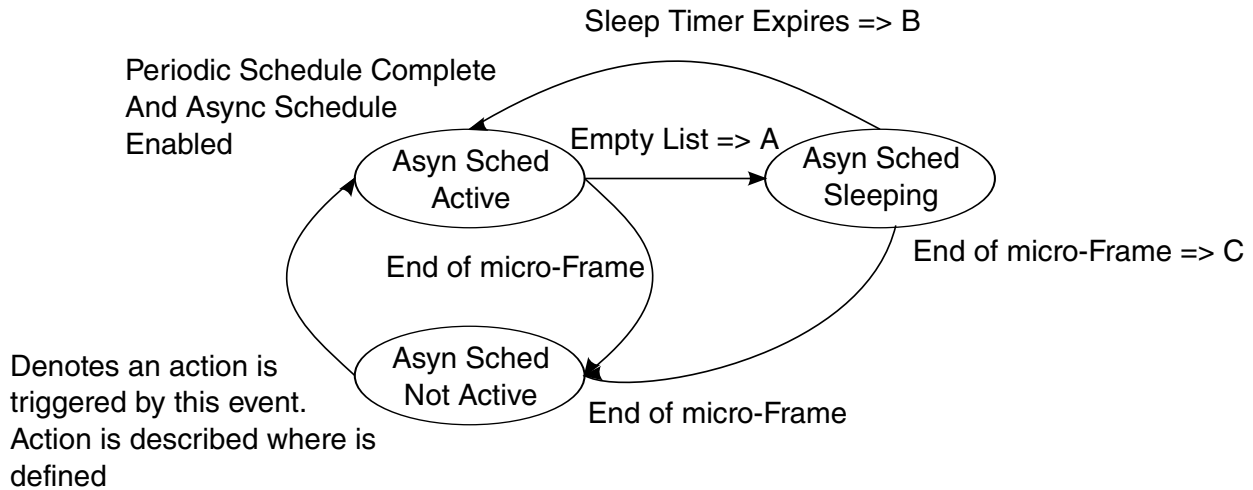 Sleep Timer Expires => B
Periodic Schedule Complete
And Async Schedule
Enabled
Empty List => A
Asyn Sched
Active
Asyn Sched
Sleeping
End of micro-Frame => C
End of micro-Frame
Asyn Sched
Not Active
Denotes an action is
triggered by this event.
Action is described where is
defined
End of micro-Frame